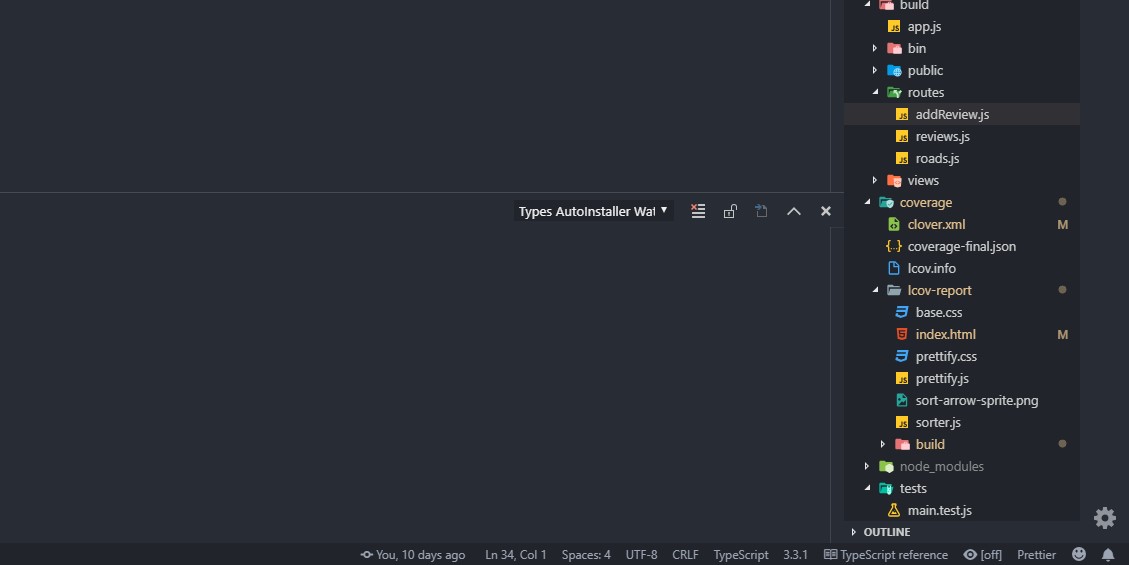 build
app.js
bin
public
routes
addReview.js
reviews.js
roads.js
Types AutoInstaller Wat
views
coverage
clover.xml M
coverage-final.json
lcov.info
lcov-report
base.css
index.html M
prettify.css
prettify.js
sort-arrow-sprite.png
sorter.js
build
node_modules
tests
main.test.js
OUTLINE
You, 10 days ago Ln 34, Col 1 Spaces: 4 UTF-8 CRLF TypeScript 3.3.1 TypeScript reference [off] Prettier